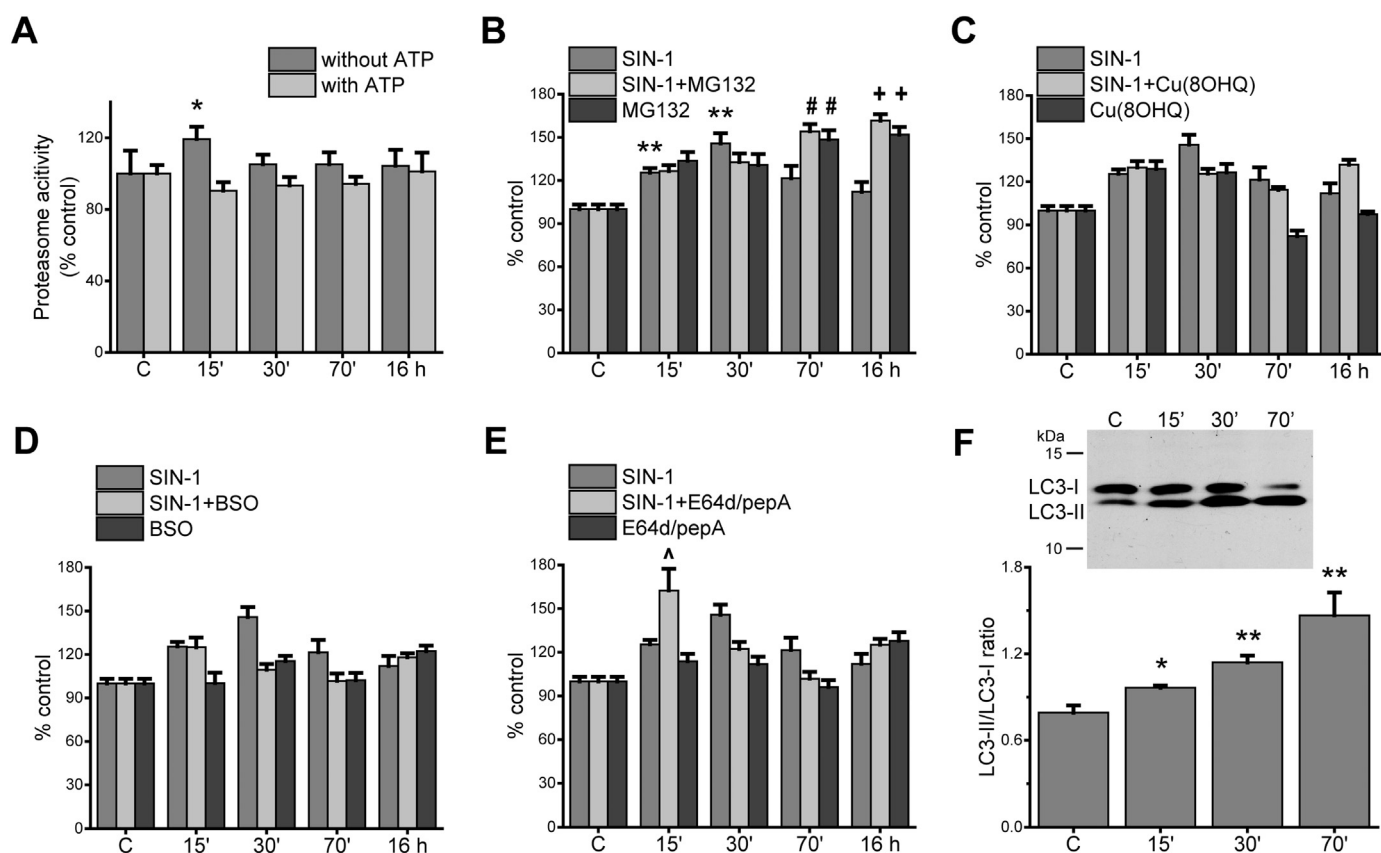 A
without ATP
with ATP
Proteasome acitivity
(% control)
120
80
40
0
*
C 15' 30' 70' 16 h
B
SIN-1
SIN-1+MG132
MG132
% control
180
150
120
90
60
30
0
** ** # # + +
C 15' 30' 70' 16 h
C
SIN-1
SIN-1+Cu(8OHQ)
Cu(8OHQ)
% control
180
150
120
90
60
30
0
C 15' 30' 70' 16 h
D
SIN-1
SIN-1+BSO
BSO
% control
180
150
120
90
60
30
0
C 15' 30' 70' 16 h
E
SIN-1
SIN-1+E64d/pepA
E64d/pepA
% control
180
150
120
90
60
30
0
^
C 15' 30' 70' 16 h
F
C 15' 30' 70'
kDa
15
LC3-I
LC3-II
10
LC3-II/LC3-I ratio
1.8
1.2
0.6
0.0
* ** **
C 15' 30' 70'